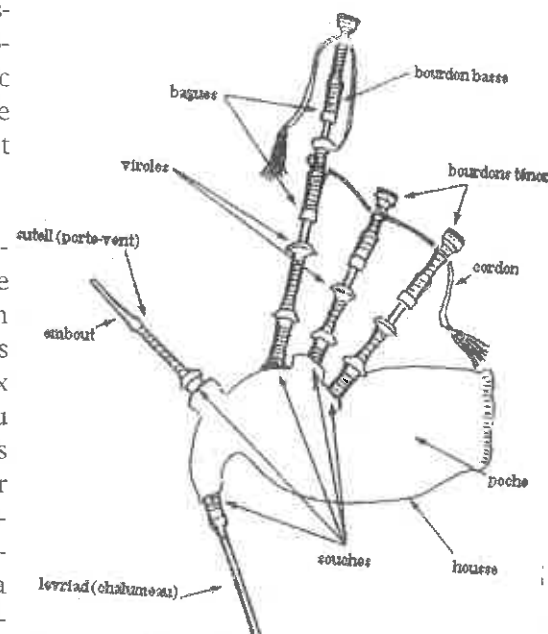 s-
c
e
t
bagues
bourdon basse
viroles
bourdons ténor
sutell (porte-vent)
cordon
embout
e
n
s
x
u
s
r
-
-
a
-
poche
souches
housse
levriad (chalumeau)